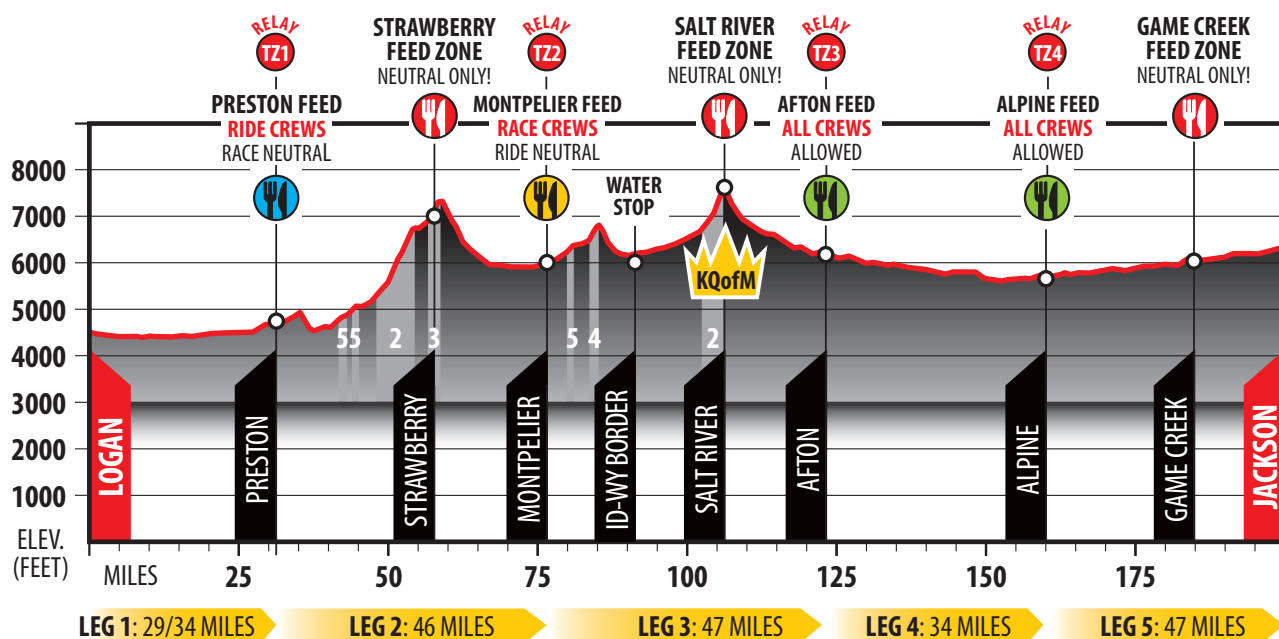 RELAY
TZ1
PRESTON FEED
RIDE CREWS
RACE NEUTRAL
STRAWBERRY
FEED ZONE
NEUTRAL ONLY!
RELAY
TZ2
MONTPELIER FEED
RACE CREWS
RIDE NEUTRAL
WATER
STOP
SALT RIVER
FEED ZONE
NEUTRAL ONLY!
RELAY
TZ3
AFTON FEED
ALL CREWS
ALLOWED
RELAY
TZ4
ALPINE FEED
ALL CREWS
ALLOWED
GAME CREEK
FEED ZONE
NEUTRAL ONLY!
8000
7000
6000
5000
4000
3000
2000
1000
ELEV.
(FEET)
KQofM
5 5 2 3 5 4 2
LOGAN
PRESTON
STRAWBERRY
MONTPELIER
ID-WY BORDER
SALT RIVER
AFTON
ALPINE
GAME CREEK
JACKSON
MILES 25 50 75 100 125 150 175
LEG 1: 29/34 MILES
LEG 2: 46 MILES
LEG 3: 47 MILES
LEG 4: 34 MILES
LEG 5: 47 MILES